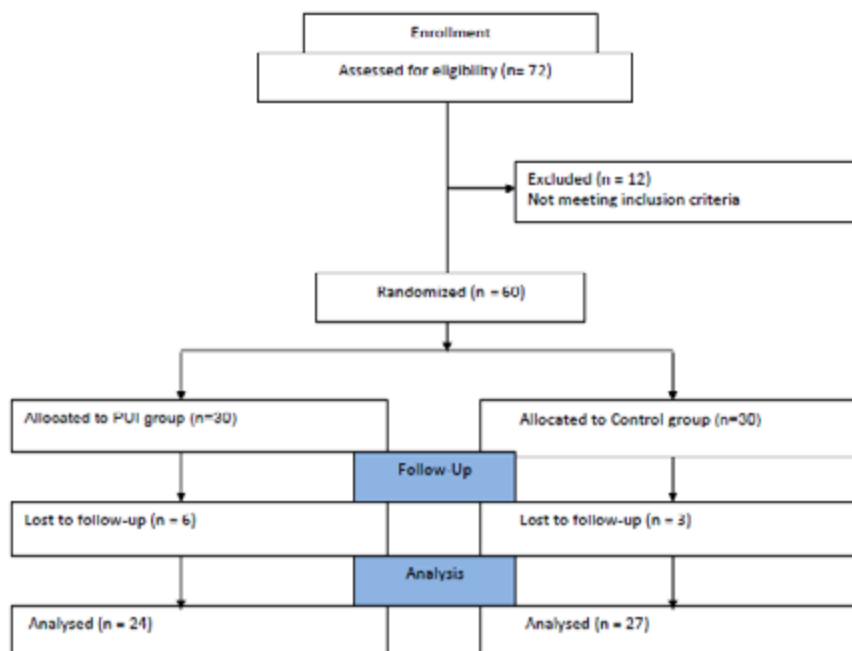 Enrollment
Assessed for eligibility (n= 72)
Excluded (n = 12)
Not meeting inclusion criteria
Randomized (n = 60)
Allocated to PUI group (n=30)
Allocated to Control group (n=30)
Follow-Up
Lost to follow-up (n = 6)
Lost to follow-up (n = 3)
Analysis
Analysed (n = 24)
Analysed (n = 27)